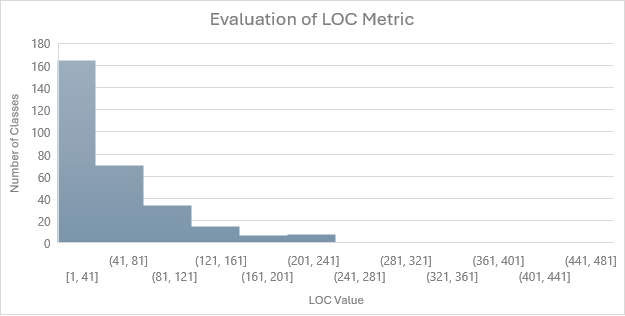 Evaluation of LOC Metric
Number of Classes
180
160
140
120
100
80
60
40
20
0
(41, 81] (121, 161] (201, 241] (281, 321] (361, 401] (441, 481]
[1, 41] (81, 121] (161, 201] (241, 281] (321, 361] (401, 441]
LOC Value